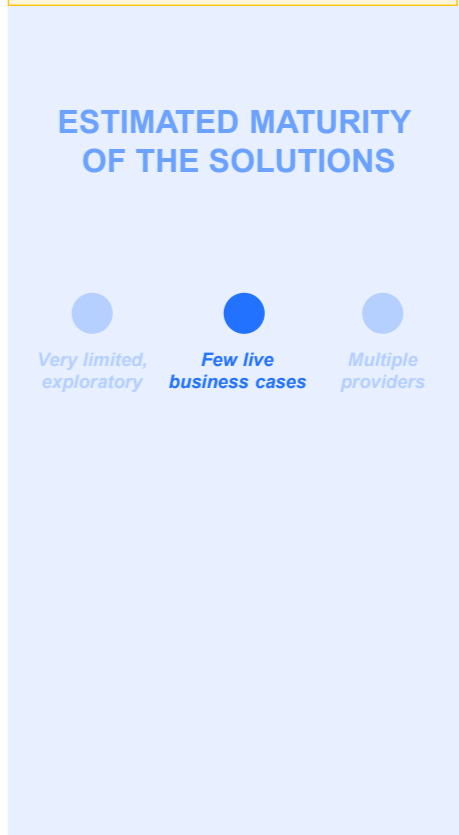 ESTIMATED MATURITY
OF THE SOLUTIONS
Very limited,
exploratory
Few live
business cases
Multiple
providers